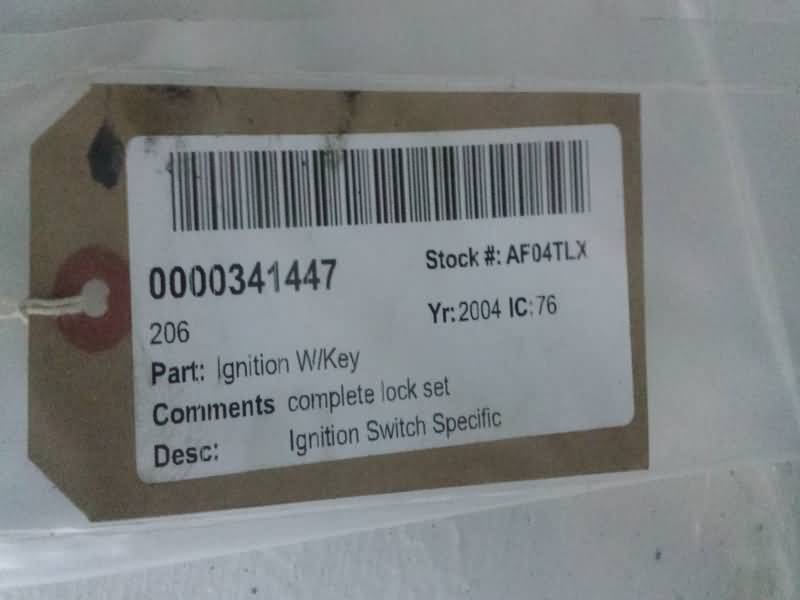 0000341447 Stock #: AF04TLX
206 Yr: 2004 IC: 76
Part: Ignition W/Key
Comments complete lock set
Desc: Ignition Switch Specific